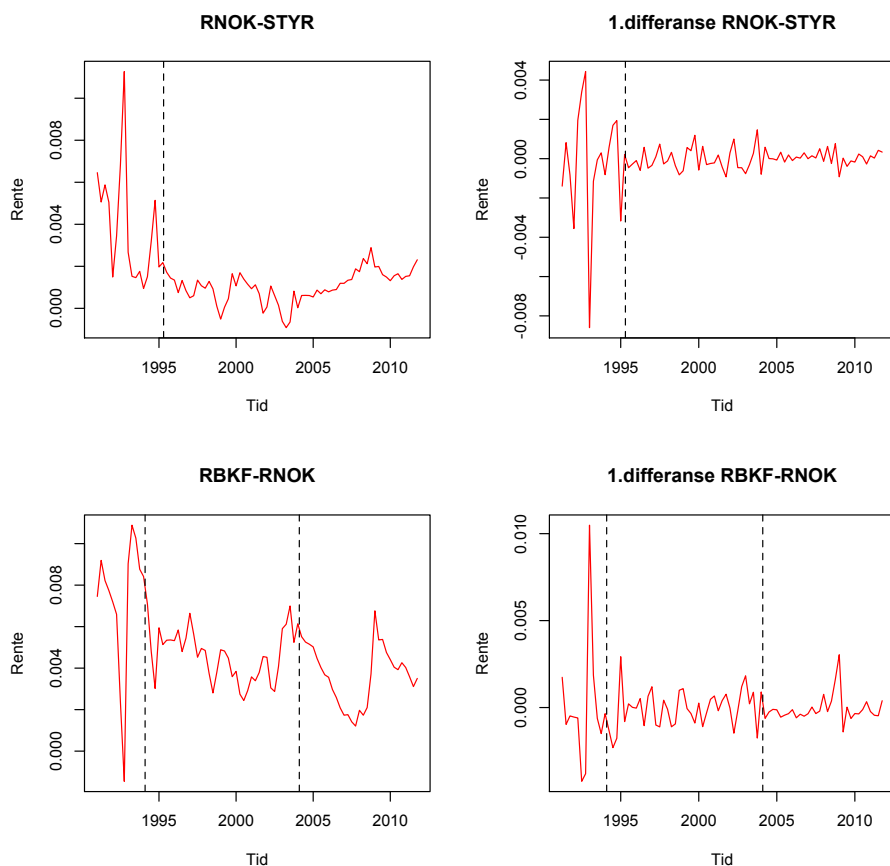 RNOK-STYR
Rente
0.000 0.004 0.008
1995 2000 2005 2010
Tid
1.differanse RNOK-STYR
Rente
-0.008 -0.004 0.000 0.004
1995 2000 2005 2010
Tid
RBKF-RNOK
Rente
0.000 0.004 0.008
1995 2000 2005 2010
Tid
1.differanse RBKF-RNOK
Rente
0.000 0.005 0.010
1995 2000 2005 2010
Tid